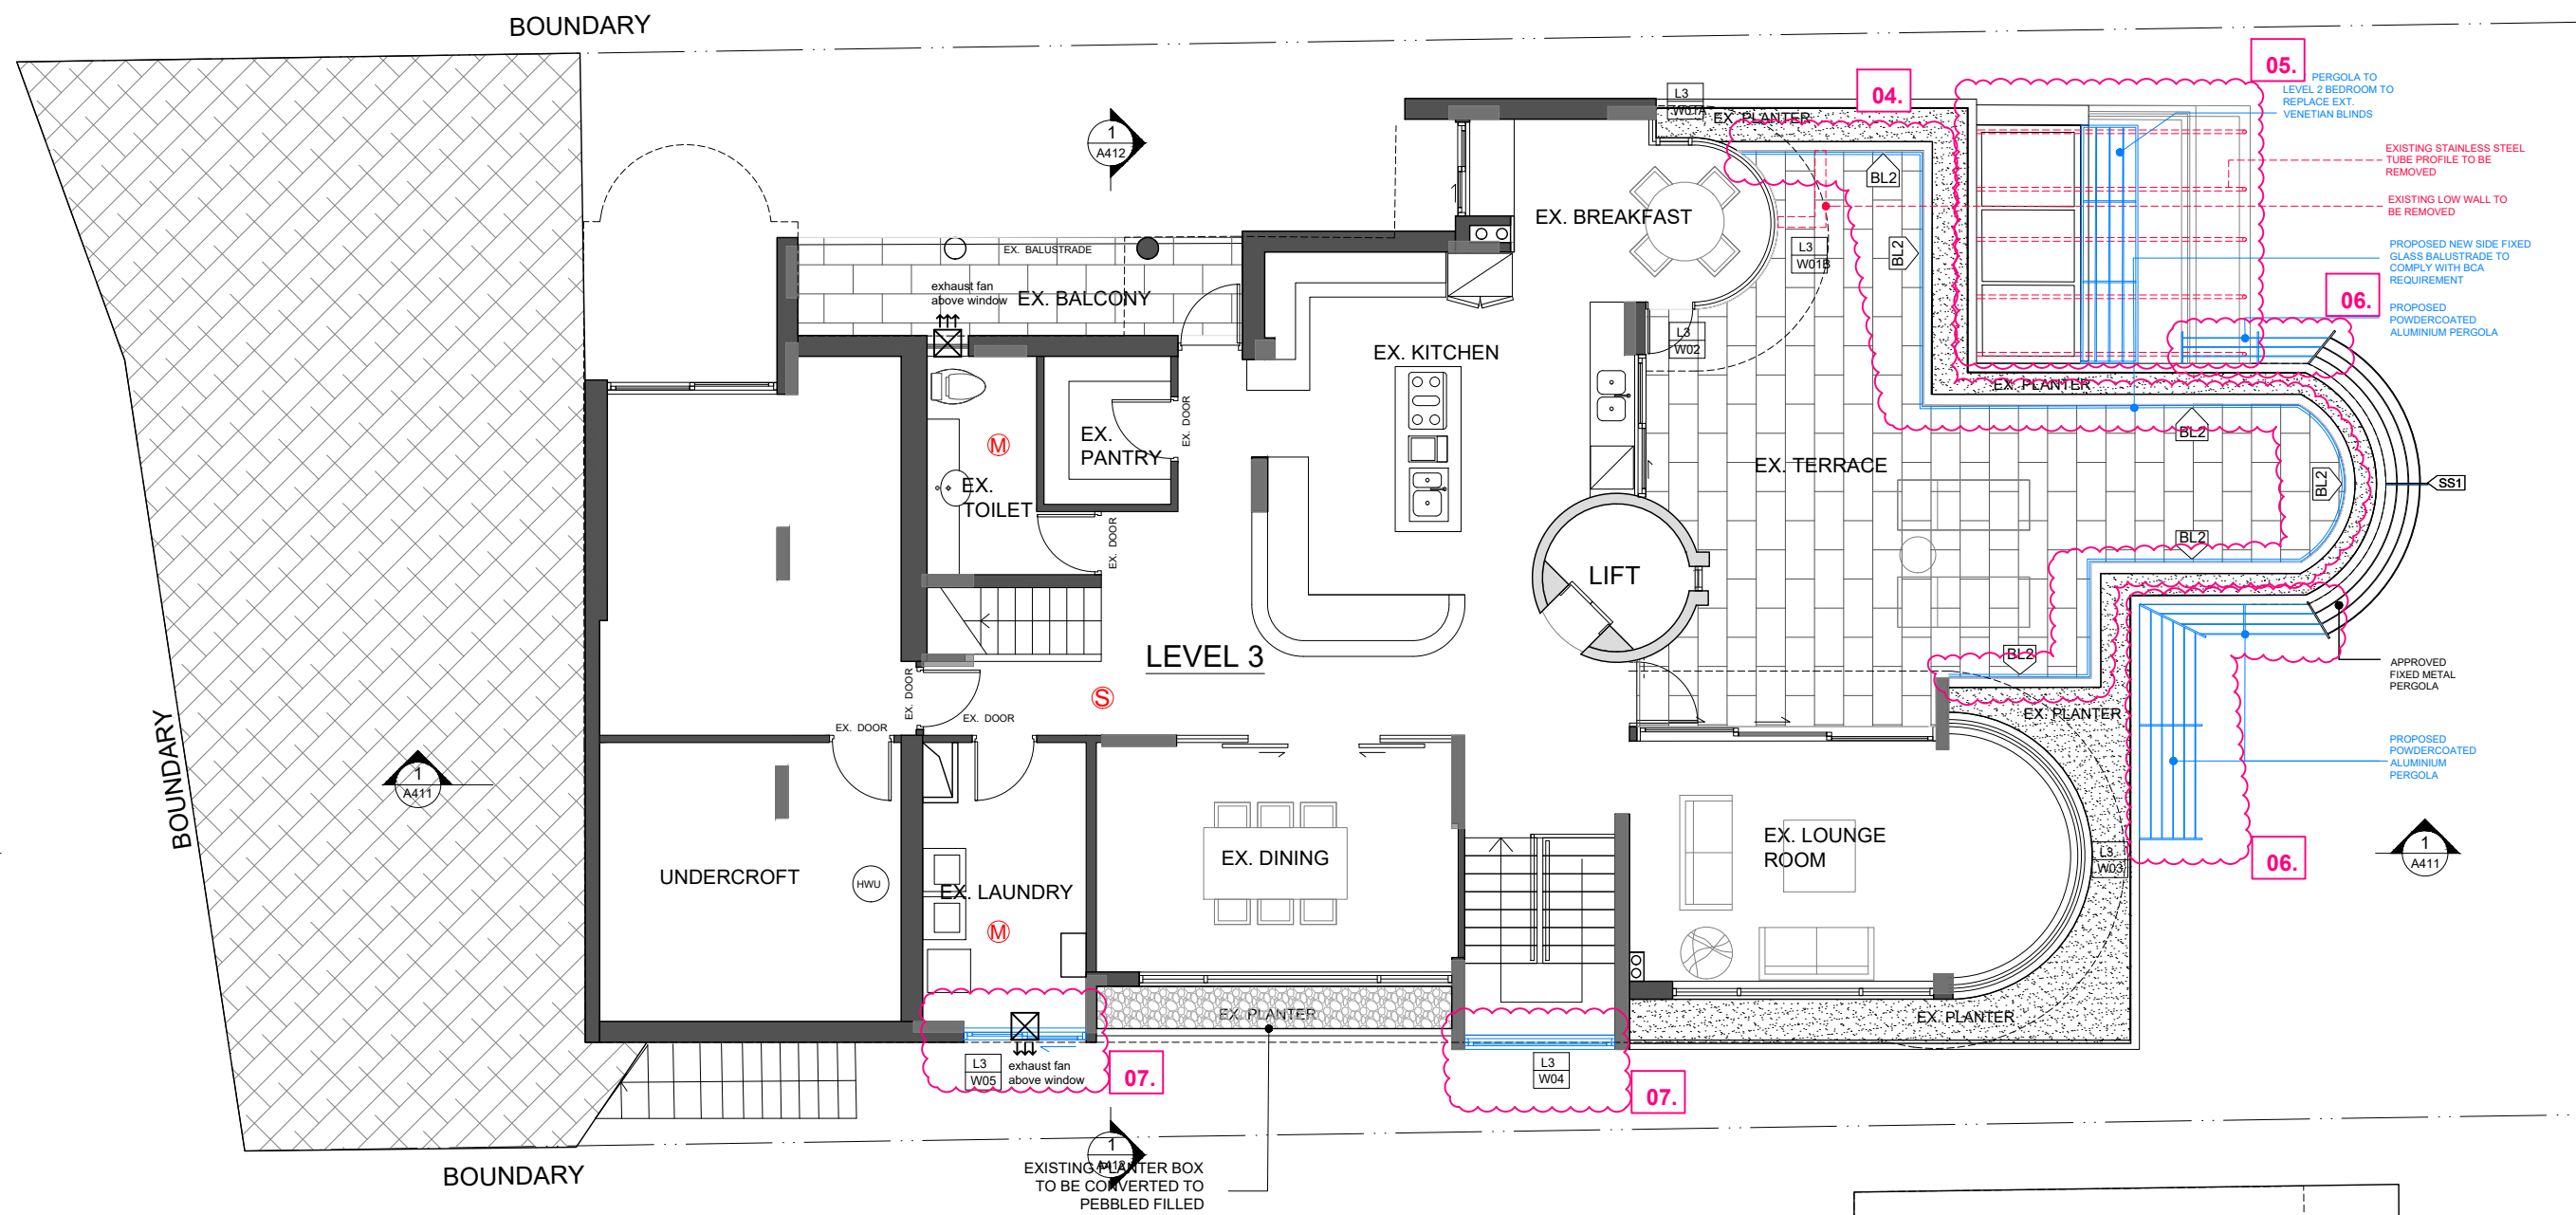 BOUNDARY
05.
PERGOLA TO
LEVEL 2 BEDROOM TO
REPLACE EXT.
VENETIAN BLINDS
04.
L3
W01A
EX. PLANTER
1
A412
EXISTING STAINLESS STEEL
TUBE PROFILE TO BE
REMOVED
BL2
EXISTING LOW WALL TO
BE REMOVED
EX. BREAKFAST
L3
W01B
BL2
PROPOSED NEW SIDE FIXED
GLASS BALUSTRADE TO
COMPLY WITH BCA
REQUIREMENT
EX. BALUSTRADE
exhaust fan
above window
EX. BALCONY
06.
PROPOSED
POWDERCOATED
ALUMINIUM PERGOLA
L3
W02
EX. KITCHEN
EX. PLANTER
EX. DOOR
EX.
PANTRY
M
BL2
EX. TERRACE
EX.
TOILET
BL2
SS1
EX. DOOR
BL2
LIFT
LEVEL 3
BL2
APPROVED
FIXED METAL
PERGOLA
S
EX. DOOR
EX. DOOR
EX. DOOR
EX. PLANTER
BOUNDARY
1
A411
PROPOSED
POWDERCOATED
ALUMINIUM
PERGOLA
EX. LOUNGE
ROOM
EX. DINING
UNDERCROFT
HWU
EX. LAUNDRY
M
L3
W03
06.
1
A411
EX. PLANTER
EX. PLANTER
L3
W05
exhaust fan
above window
07.
L3
W04
07.
1
A412
BOUNDARY
EXISTING PLANTER BOX
TO BE CONVERTED TO
PEBBLED FILLED